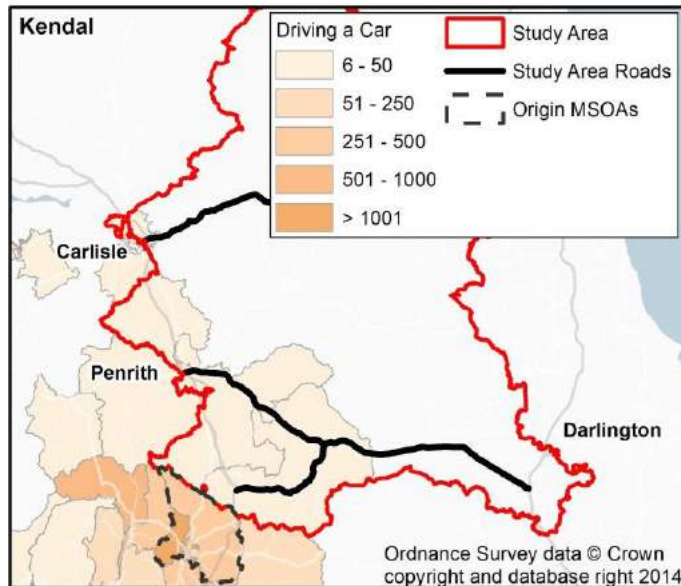 Kendal
Driving a Car
6 - 50
51 - 250
251 - 500
501 - 1000
> 1001
Study Area
Study Area Roads
Origin MSOAs
Carlisle
Penrith
Darlington
Ordnance Survey data © Crown
copyright and database right 2014